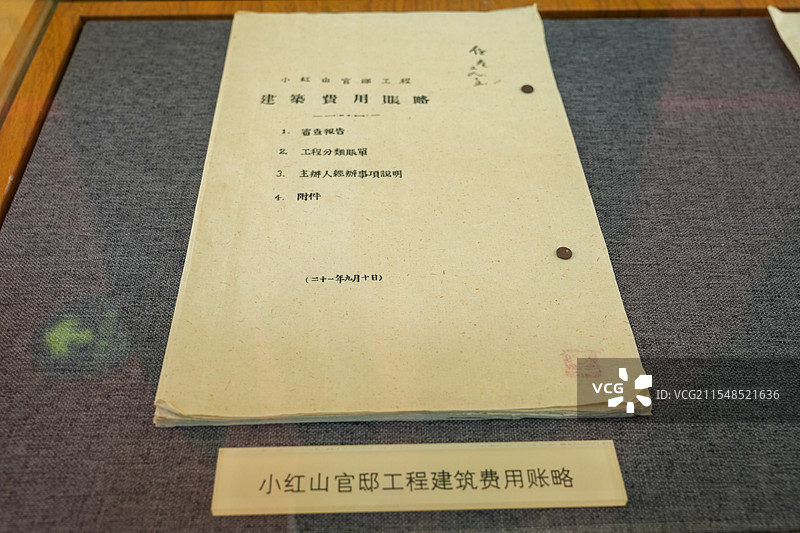 小红山官邸工程
建築費用賬略
1. 審查報告
2. 工程分類賬單
3. 主辦人經辦事項說明
4. 附件
(二十一年九月十日)
VCG
ID: VCG211548521636
小红山官邸工程建筑费用账略